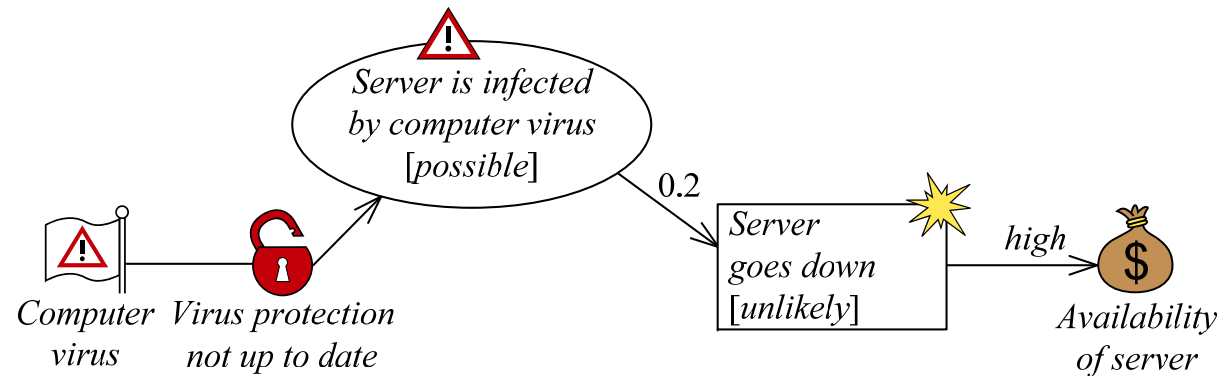 Server is infected
by computer virus
[possible]
0.2
Server
goes down
[unlikely]
high
$
Computer
virus
Virus protection
not up to date
Availability
of server